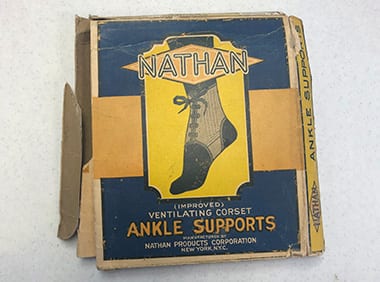 NATHAN
(IMPROVED)
VENTILATING CORSET
ANKLE SUPPORTS
MANUFACTURED BY
NATHAN PRODUCTS CORPORATION
NEW YORK, N.Y.C.
NATHAN
ANKLE SUPPORTS